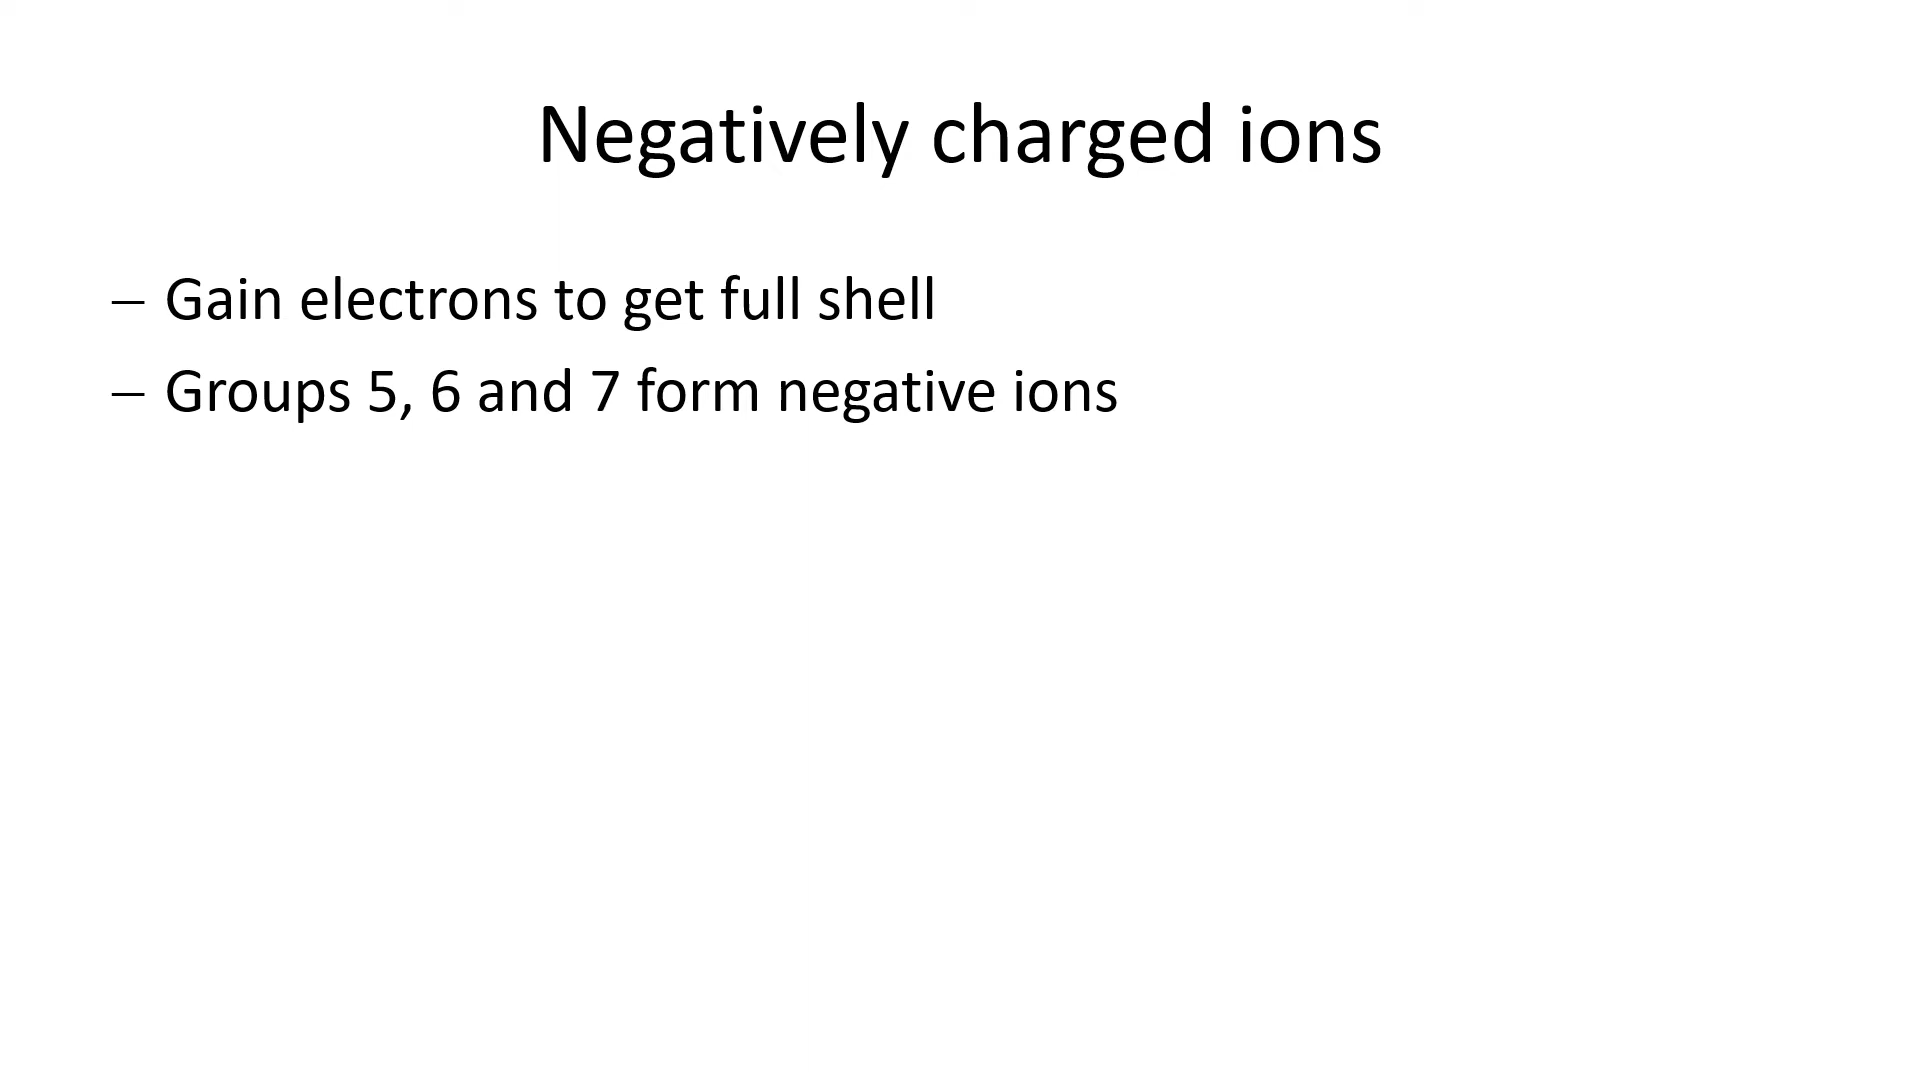 Negatively charged ions
– Gain electrons to get full shell
– Groups 5, 6 and 7 form negative ions